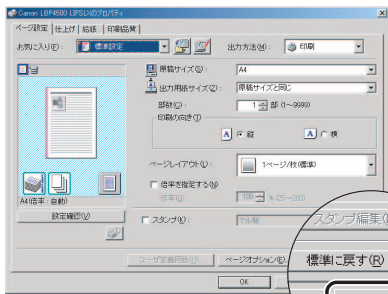 Canon LBP4500 LIPSLXのプロパティ
ページ設定 仕上げ 給紙 印刷品質
お気に入り(F): 標準設定 出力方法(M): 印刷
原稿サイズ(S): A4
出力用紙サイズ(Z): 原稿サイズと同じ
部数(C): 1 部 (1~9999)
印刷の向き(T)
A 縦 A 横
ページレイアウト(L): 1ページ/枚(標準)
倍率を指定する(N)
倍率(J): 100 % (25~200)
A4(倍率: 自動)
設定確認(V)
スタンプ(K): マル秘
スタンプ編集(
ユーザ定義用紙(U)... ページオプション(E)
標準に戻す(R)
OK